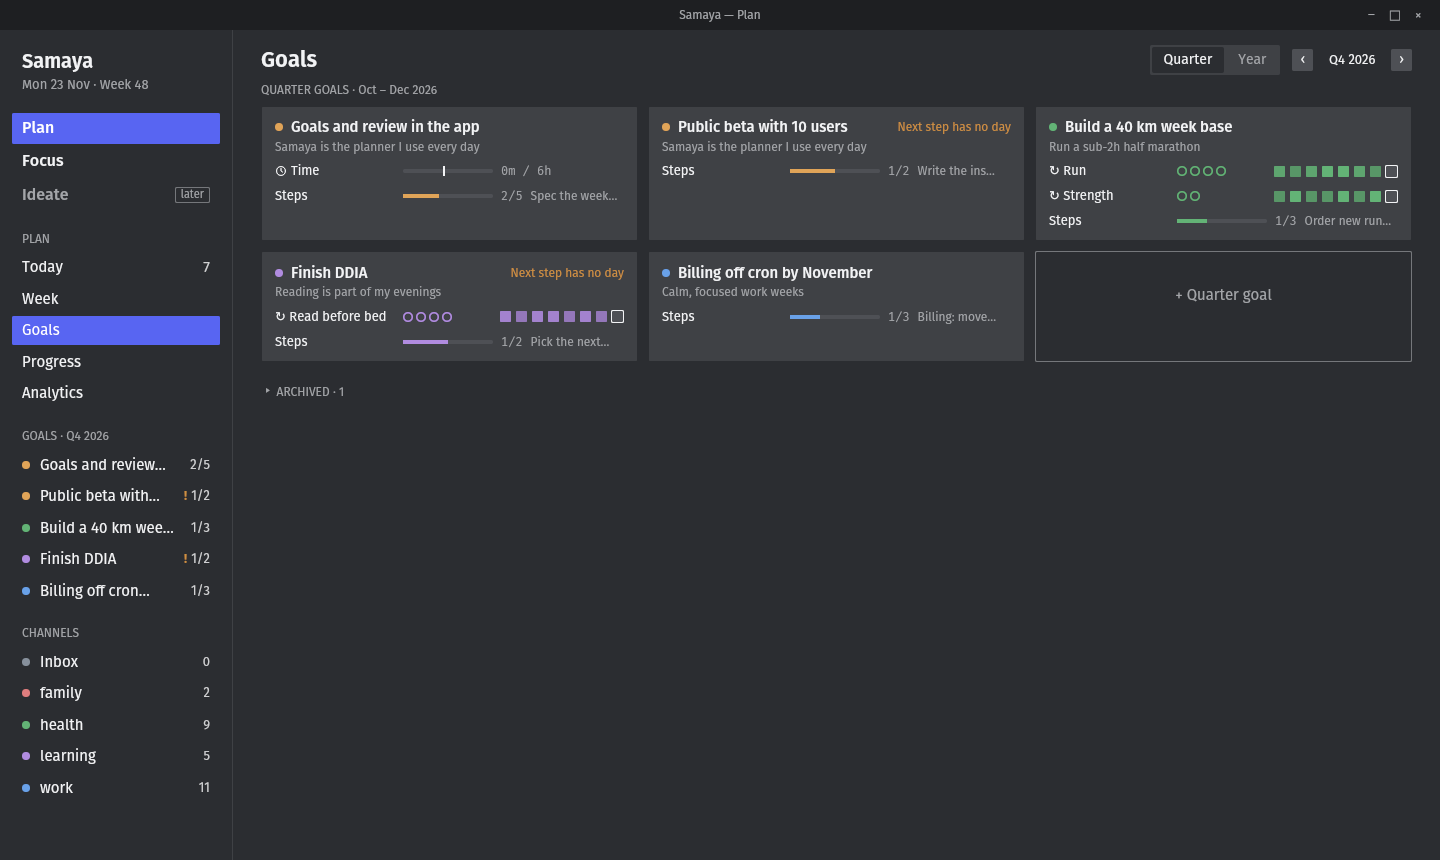 Samaya — Plan
Samaya
Mon 23 Nov · Week 48
Plan
Focus
Ideate later
PLAN
Today 7
Week
Goals
Progress
Analytics
GOALS · Q4 2026
Goals and review... 2/5
Public beta with... ! 1/2
Build a 40 km wee... 1/3
Finish DDIA ! 1/2
Billing off cron... 1/3
CHANNELS
Inbox 0
family 2
health 9
learning 5
work 11
Goals
Quarter Year ‹ Q4 2026 ›
QUARTER GOALS · Oct – Dec 2026
Goals and review in the app
Samaya is the planner I use every day
Time 0m / 6h
Steps 2/5 Spec the week...
Public beta with 10 users Next step has no day
Samaya is the planner I use every day
Steps 1/2 Write the ins...
Build a 40 km week base
Run a sub-2h half marathon
↻ Run
↻ Strength
Steps 1/3 Order new run...
Finish DDIA Next step has no day
Reading is part of my evenings
↻ Read before bed
Steps 1/2 Pick the next...
Billing off cron by November
Calm, focused work weeks
Steps 1/3 Billing: move...
+ Quarter goal
ARCHIVED · 1